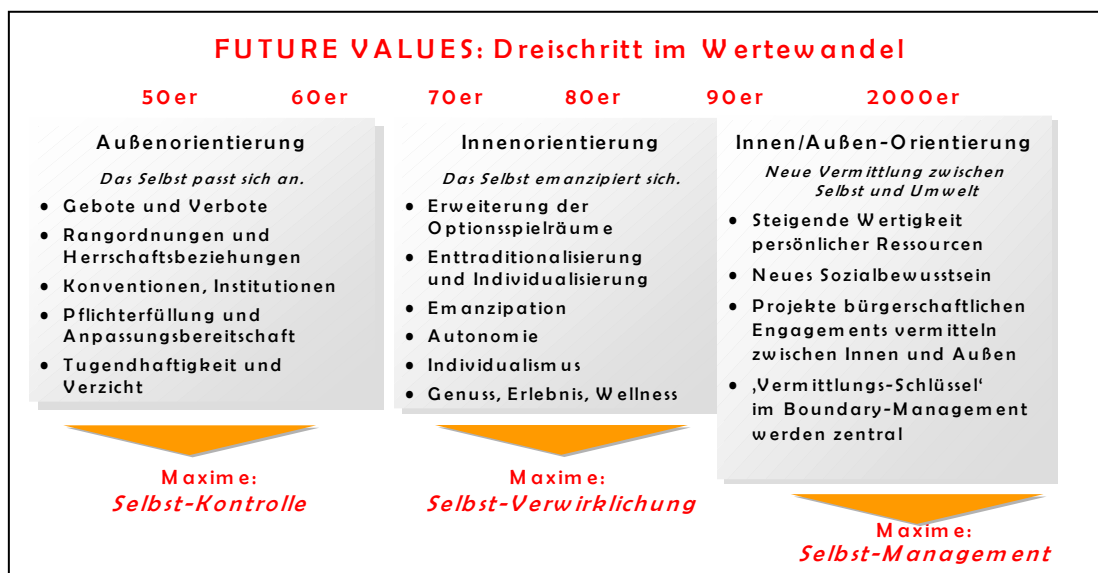 FUTURE VALUES: Dreischritt im Wertewandel
50er 60er 70er 80er 90er 2000er
Außenorientierung
Das Selbst passt sich an.
• Gebote und Verbote
• Rangordnungen und
Herrschaftsbeziehungen
• Konventionen, Institutionen
• Pflichterfüllung und
Anpassungsbereitschaft
• Tugendhaftigkeit und
Verzicht
Maxime:
Selbst-Kontrolle
Innenorientierung
Das Selbst emanzipiert sich.
• Erweiterung der
Optionsspielräume
• Enttraditionalisierung
und Individualisierung
• Emanzipation
• Autonomie
• Individualismus
• Genuss, Erlebnis, Wellness
Maxime:
Selbst-Verwirklichung
Innen/Außen-Orientierung
Neue Vermittlung zwischen
Selbst und Umwelt
• Steigende Wertigkeit
persönlicher Ressourcen
• Neues Sozialbewusstsein
• Projekte bürgerschaftlichen
Engagements vermitteln
zwischen Innen und Außen
• ‚Vermittlungs-Schlüssel‘
im Boundary-Management
werden zentral
Maxime:
Selbst-Management